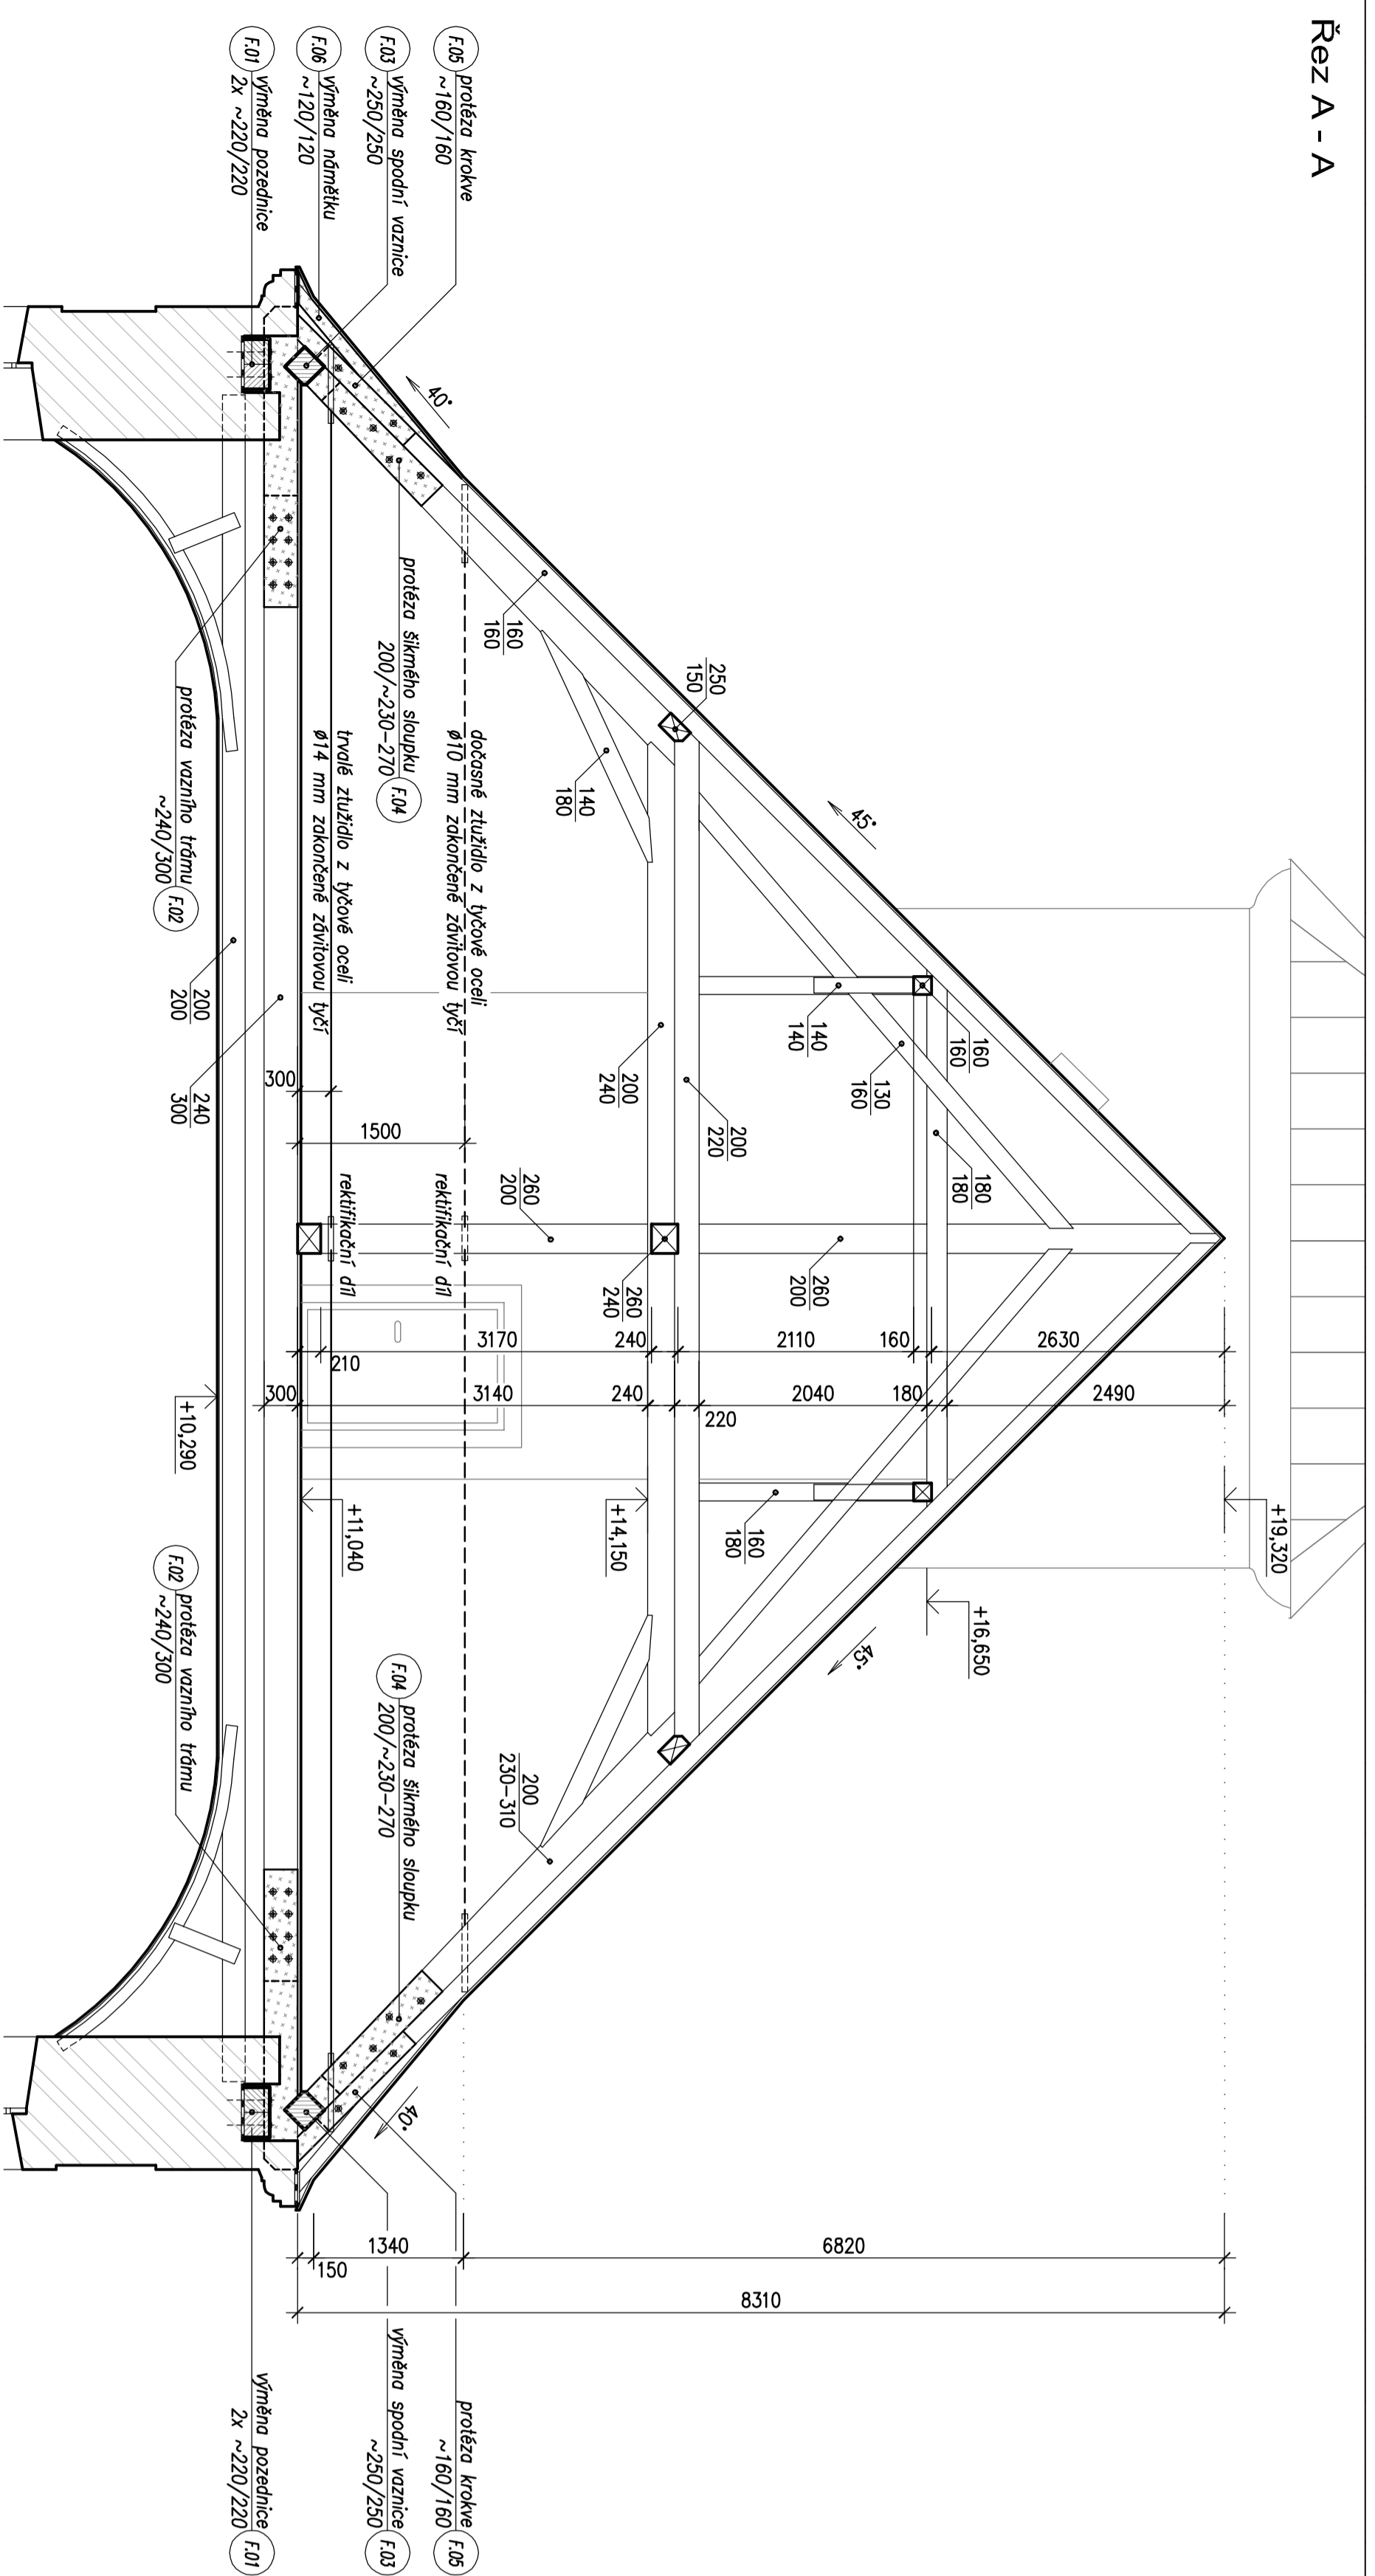 Řez A - A
F.05 protéza krokve
~160/160
F.03 výměna spodní vaznice
~250/250
F.06 výměna námětku
~120/120
F.01 výměna pozednice
2x ~220/220
40°
45°
160
160
250
150
140
180
protéza šikmého sloupku
200/~230-270 F.04
dočasné ztužidlo z tyčové oceli
ø10 mm zakončené závitovou tyčí
trvalé ztužidlo z tyčové oceli
ø14 mm zakončené závitovou tyčí
protéza vazního trámu
~240/300 F.02
200
200
240
300
140
140
130
160
160
160
180
180
200
240
200
220
300
1500
rektifikační díl
rektifikační díl
260
200
260
200
260
240
2630
160
2110
240
3170
210
2490
180
2040
220
240
3140
300
+19,320
+16,650
+14,150
+11,040
+10,290
160
180
45°
40°
200
230-310
F.04 protéza šikmého sloupku
200/~230-270
F.02 protéza vazního trámu
~240/300
6820
1340
150
8310
protéza krokve
~160/160 F.05
výměna spodní vaznice
~250/250 F.03
výměna pozednice
2x ~220/220 F.01